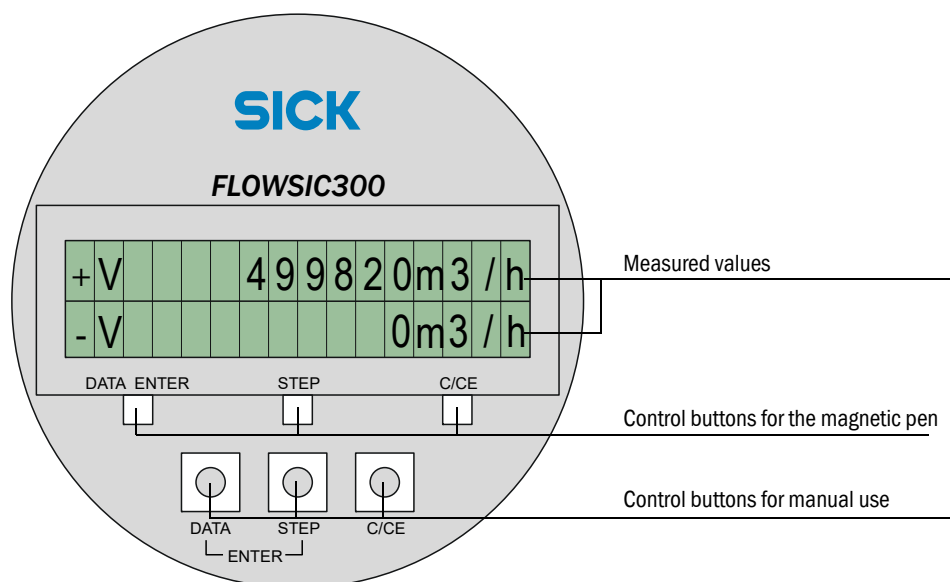 SICK
FLOWSIC300
+V 499820m3/h
Measured values
-V 0m3/h
DATA ENTER STEP C/CE
Control buttons for the magnetic pen
Control buttons for manual use
DATA STEP C/CE
ENTER